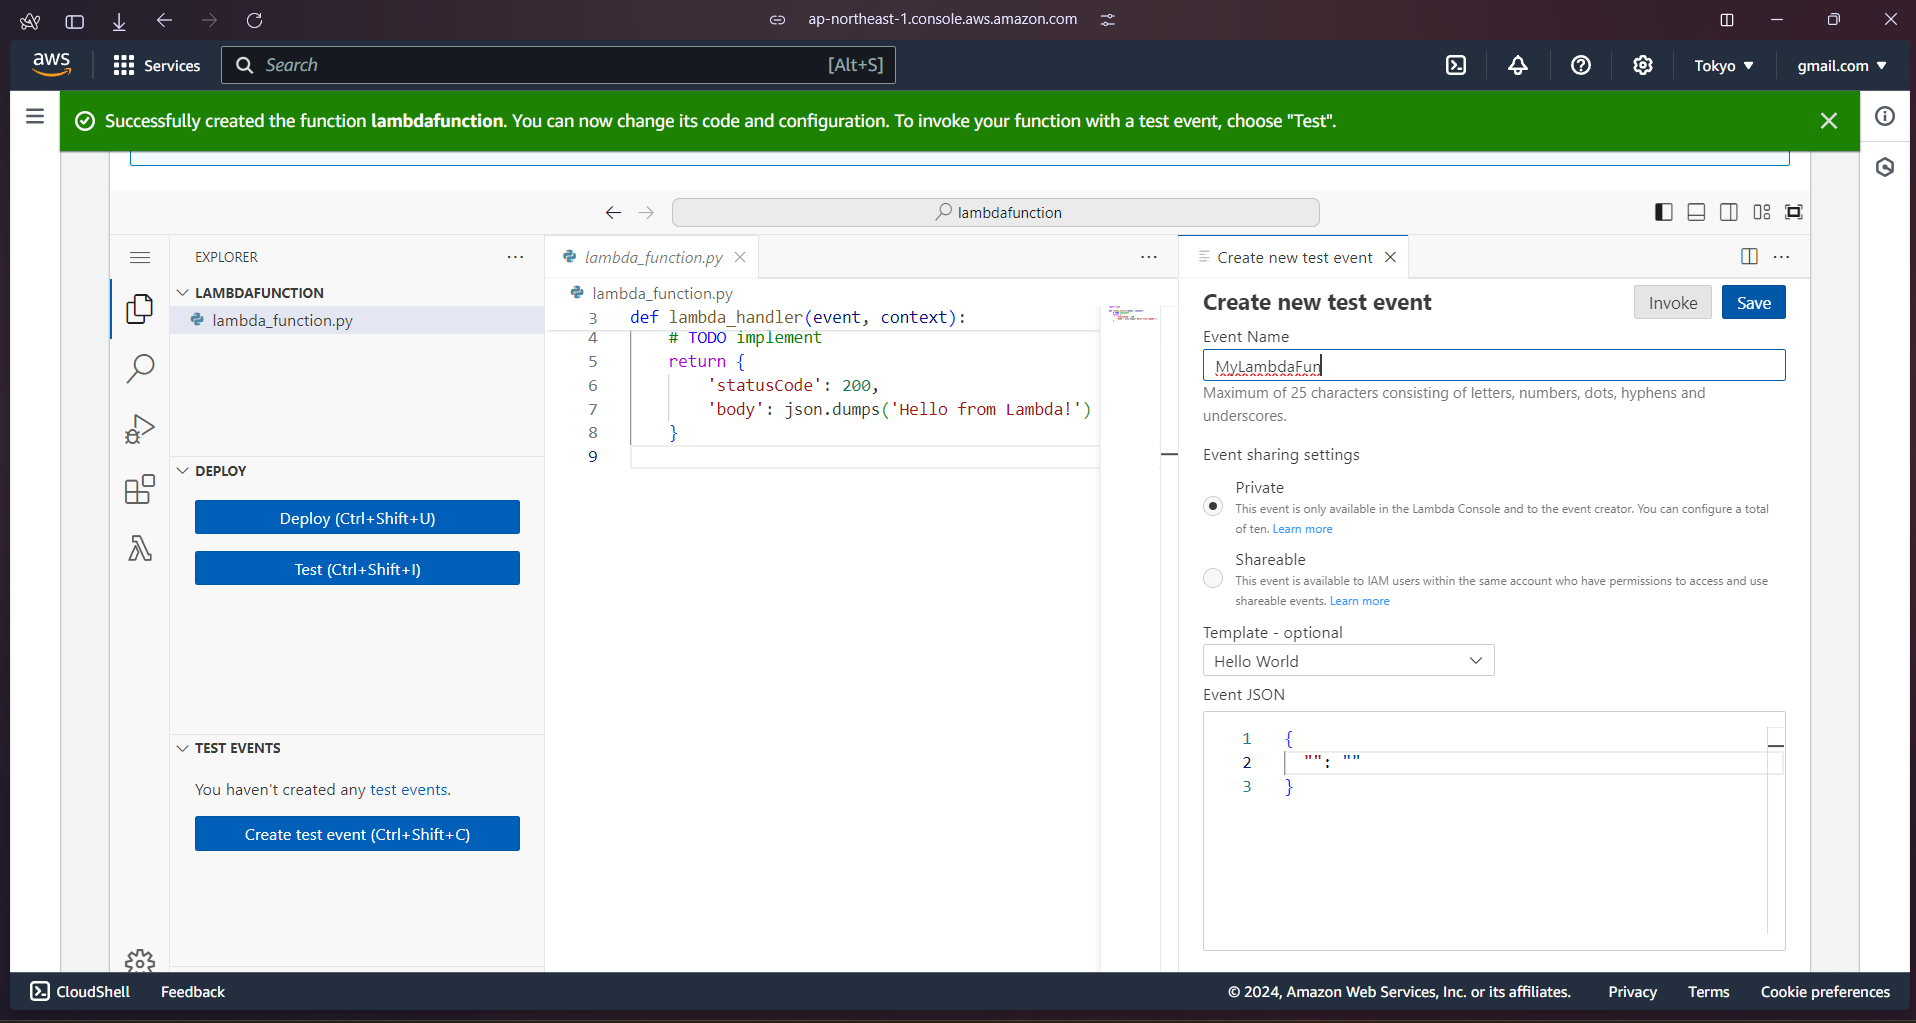 ap-northeast-1.console.aws.amazon.com
aws
Services
Search
[Alt+S]
Tokyo
gmail.com
Successfully created the function lambdafunction. You can now change its code and configuration. To invoke your function with a test event, choose "Test".
lambdafunction
EXPLORER
LAMBDAFUNCTION
lambda_function.py
DEPLOY
Deploy (Ctrl+Shift+U)
Test (Ctrl+Shift+I)
TEST EVENTS
You haven't created any test events.
Create test event (Ctrl+Shift+C)
lambda_function.py
lambda_function.py
3 def lambda_handler(event, context):
4 # TODO implement
5 return {
6 'statusCode': 200,
7 'body': json.dumps('Hello from Lambda!')
8 }
9
Create new test event
Create new test event
Invoke
Save
Event Name
MyLambdaFun
Maximum of 25 characters consisting of letters, numbers, dots, hyphens and
underscores.
Event sharing settings
Private
This event is only available in the Lambda Console and to the event creator. You can configure a total
of ten. Learn more
Shareable
This event is available to IAM users within the same account who have permissions to access and use
shareable events. Learn more
Template - optional
Hello World
Event JSON
1 {
2 "": ""
3 }
CloudShell
Feedback
© 2024, Amazon Web Services, Inc. or its affiliates.
Privacy
Terms
Cookie preferences